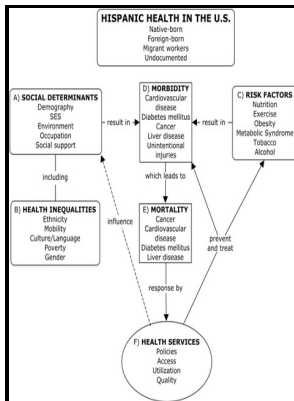 HISPANIC HEALTH IN THE U.S.
Native-born
Foreign-born
Migrant workers
Undocumented
A) SOCIAL DETERMINANTS
Demography
SES
Environment
Occupation
Social support
result in
D) MORBIDITY
Cardiovascular
disease
Diabetes mellitus
Cancer
Liver disease
Unintentional
injuries
result in
C) RISK FACTORS
Nutrition
Exercise
Obesity
Metabolic Syndrome
Tobacco
Alcohol
including
which leads to
B) HEALTH INEQUALITIES
Ethnicity
Mobility
Culture/Language
Poverty
Gender
influence
E) MORTALITY
Cancer
Cardiovascular
disease
Diabetes mellitus
Liver disease
prevent
and treat
response by
F) HEALTH SERVICES
Policies
Access
Utilization
Quality